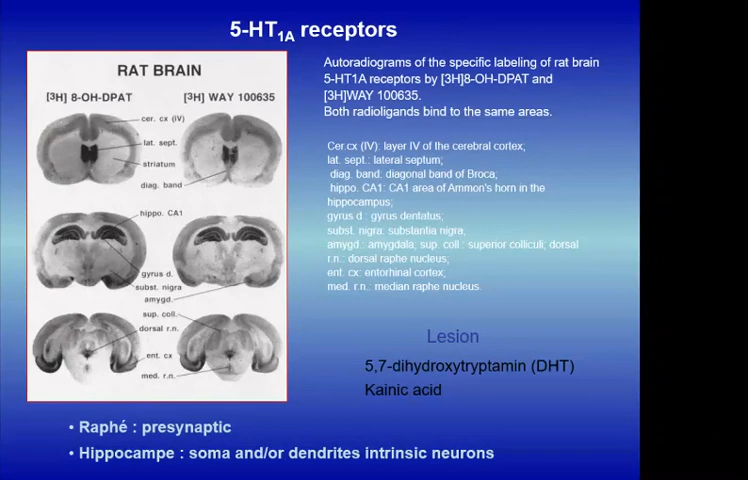 5-HT1A receptors
RAT BRAIN
[3H] 8-OH-DPAT
[3H] WAY 100635
cer. cx (IV)
lat. sept.
striatum
diag. band
hippo. CA1
gyrus d.
subst. nigra
amyg.
sup. coll.
dorsal r.n.
ent. cx
med. r.n.
Autoradiograms of the specific labeling of rat brain
5-HT1A receptors by [3H]8-OH-DPAT and
[3H]WAY 100635.
Both radioligands bind to the same areas.
Cer.cx (IV): layer IV of the cerebral cortex;
lat. sept.: lateral septum;
diag. band: diagonal band of Broca;
hippo. CA1: CA1 area of Ammon's horn in the
hippocampus;
gyrus d : gyrus dentatus;
subst. nigra: substantia nigra;
amygd.: amygdala; sup. coll : superior colliculi; dorsal
r.n.: dorsal raphe nucleus;
ent. cx: entorhinal cortex;
med. r.n.: median raphe nucleus.
Lesion
5,7-dihydroxytryptamin (DHT)
Kainic acid
• Raphé : presynaptic
• Hippocampe : soma and/or dendrites intrinsic neurons